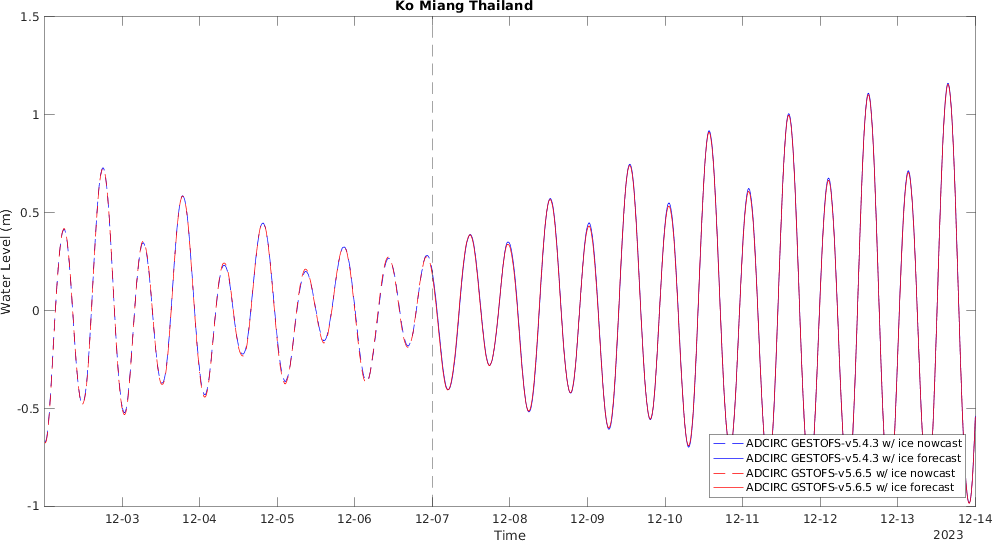 Ko Miang Thailand
1.5
1
0.5
0
-0.5
-1
Water Level (m)
ADCIRC GESTOFS-v5.4.3 w/ ice nowcast
ADCIRC GESTOFS-v5.4.3 w/ ice forecast
ADCIRC GSTOFS-v5.6.5 w/ ice nowcast
ADCIRC GSTOFS-v5.6.5 w/ ice forecast
12-03 12-04 12-05 12-06 12-07 12-08 12-09 12-10 12-11 12-12 12-13 12-14
Time
2023